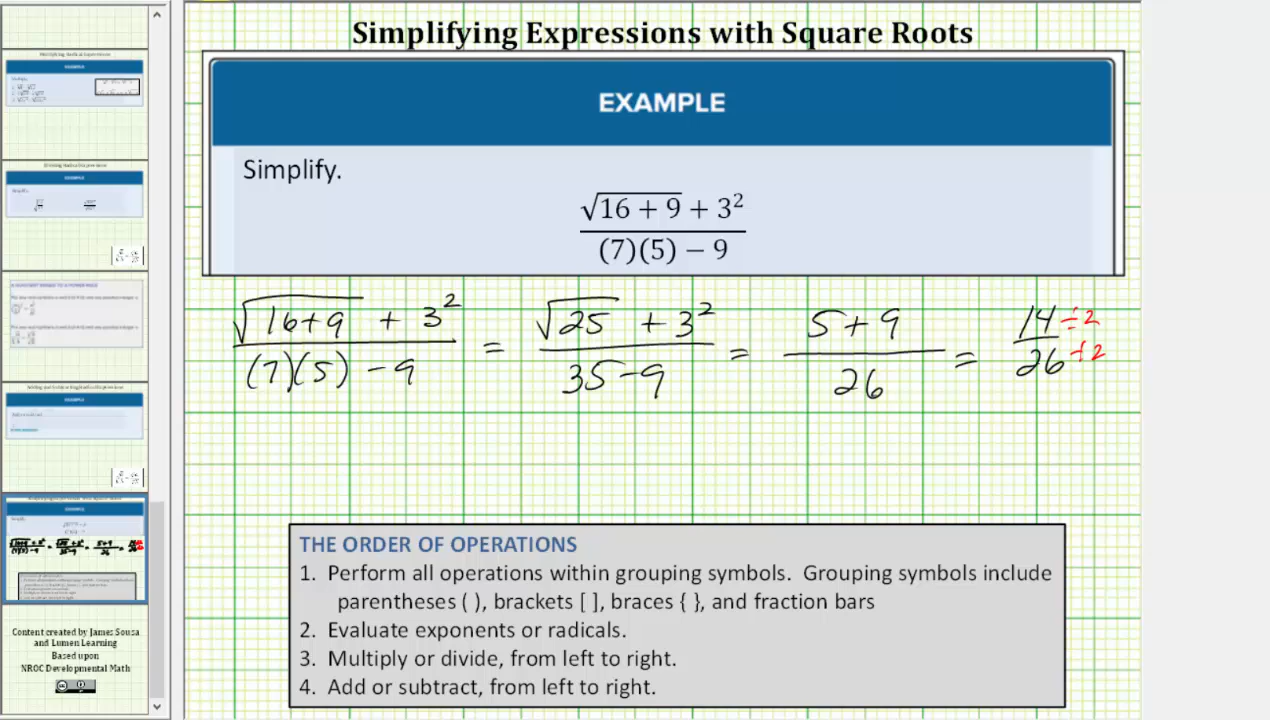 Simplifying Expressions with Square Roots
EXAMPLE
Simplify.
√16 + 9 + 3²
(7)(5) − 9
√16+9 + 3² = √25 + 3² = 5+9 = 14 ÷2
(7)(5) - 9 35-9 26 26 ÷2
THE ORDER OF OPERATIONS
1. Perform all operations within grouping symbols. Grouping symbols include
parentheses ( ), brackets [ ], braces { }, and fraction bars
2. Evaluate exponents or radicals.
3. Multiply or divide, from left to right.
4. Add or subtract, from left to right.
EXAMPLE
EXAMPLE
EXAMPLE
EXAMPLE
Content created by James Sousa
and Lumen Learning
Based upon
NROC Developmental Math